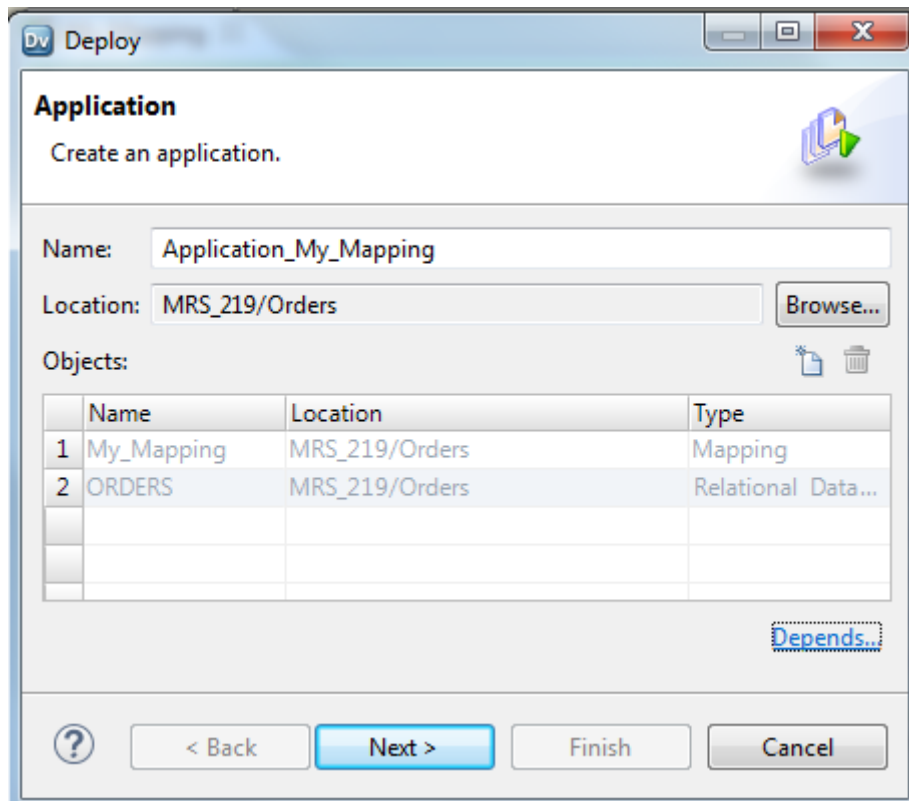 Dv Deploy
Application
Create an application.
Name: Application_My_Mapping
Location: MRS_219/Orders Browse...
Objects:
Name Location Type
1 My_Mapping MRS_219/Orders Mapping
2 ORDERS MRS_219/Orders Relational Data...
Depends...
? < Back Next > Finish Cancel